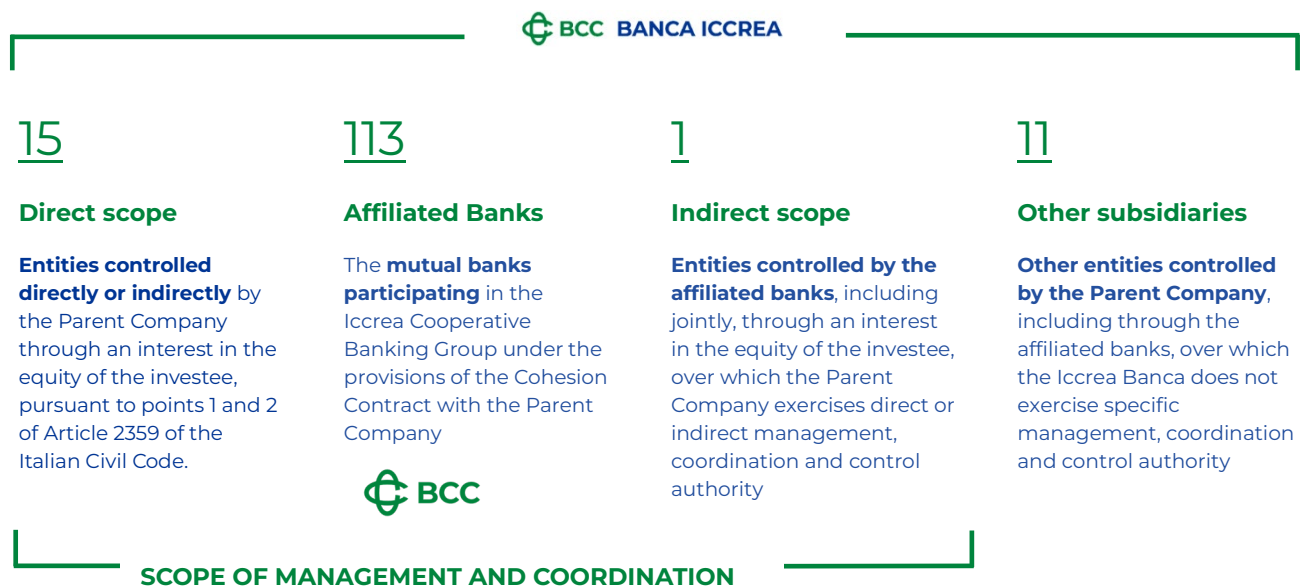 BCC BANCA ICCREA
15
Direct scope
Entities controlled
directly or indirectly by
the Parent Company
through an interest in the
equity of the investee,
pursuant to points 1 and 2
of Article 2359 of the
Italian Civil Code.
113
Affiliated Banks
The mutual banks
participating in the
Iccrea Cooperative
Banking Group under the
provisions of the Cohesion
Contract with the Parent
Company
BCC
1
Indirect scope
Entities controlled by the
affiliated banks, including
jointly, through an interest
in the equity of the investee,
over which the Parent
Company exercises direct or
indirect management,
coordination and control
authority
11
Other subsidiaries
Other entities controlled
by the Parent Company,
including through the
affiliated banks, over which
the Iccrea Banca does not
exercise specific
management, coordination
and control authority
SCOPE OF MANAGEMENT AND COORDINATION